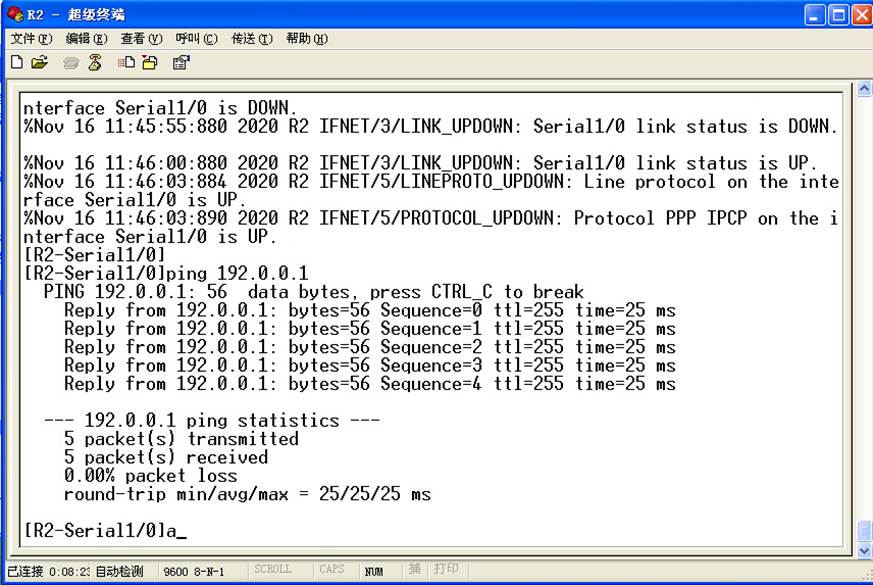 R2 - 超级终端
文件(F) 编辑(E) 查看(V) 呼叫(C) 传送(T) 帮助(H)
nterface Serial1/0 is DOWN.
%Nov 16 11:45:55:880 2020 R2 IFNET/3/LINK_UPDOWN: Serial1/0 link status is DOWN.
%Nov 16 11:46:00:880 2020 R2 IFNET/3/LINK_UPDOWN: Serial1/0 link status is UP.
%Nov 16 11:46:03:884 2020 R2 IFNET/5/LINEPROTO_UPDOWN: Line protocol on the inte
rface Serial1/0 is UP.
%Nov 16 11:46:03:890 2020 R2 IFNET/5/PROTOCOL_UPDOWN: Protocol PPP IPCP on the i
nterface Serial1/0 is UP.
[R2-Serial1/0]
[R2-Serial1/0]ping 192.0.0.1
PING 192.0.0.1: 56  data bytes, press CTRL_C to break
Reply from 192.0.0.1: bytes=56 Sequence=0 ttl=255 time=25 ms
Reply from 192.0.0.1: bytes=56 Sequence=1 ttl=255 time=25 ms
Reply from 192.0.0.1: bytes=56 Sequence=2 ttl=255 time=25 ms
Reply from 192.0.0.1: bytes=56 Sequence=3 ttl=255 time=25 ms
Reply from 192.0.0.1: bytes=56 Sequence=4 ttl=255 time=25 ms
--- 192.0.0.1 ping statistics ---
5 packet(s) transmitted
5 packet(s) received
0.00% packet loss
round-trip min/avg/max = 25/25/25 ms
[R2-Serial1/0]a_
已连接 0:08:23 自动检测 9600 8-N-1 SCROLL CAPS NUM 捕 打印